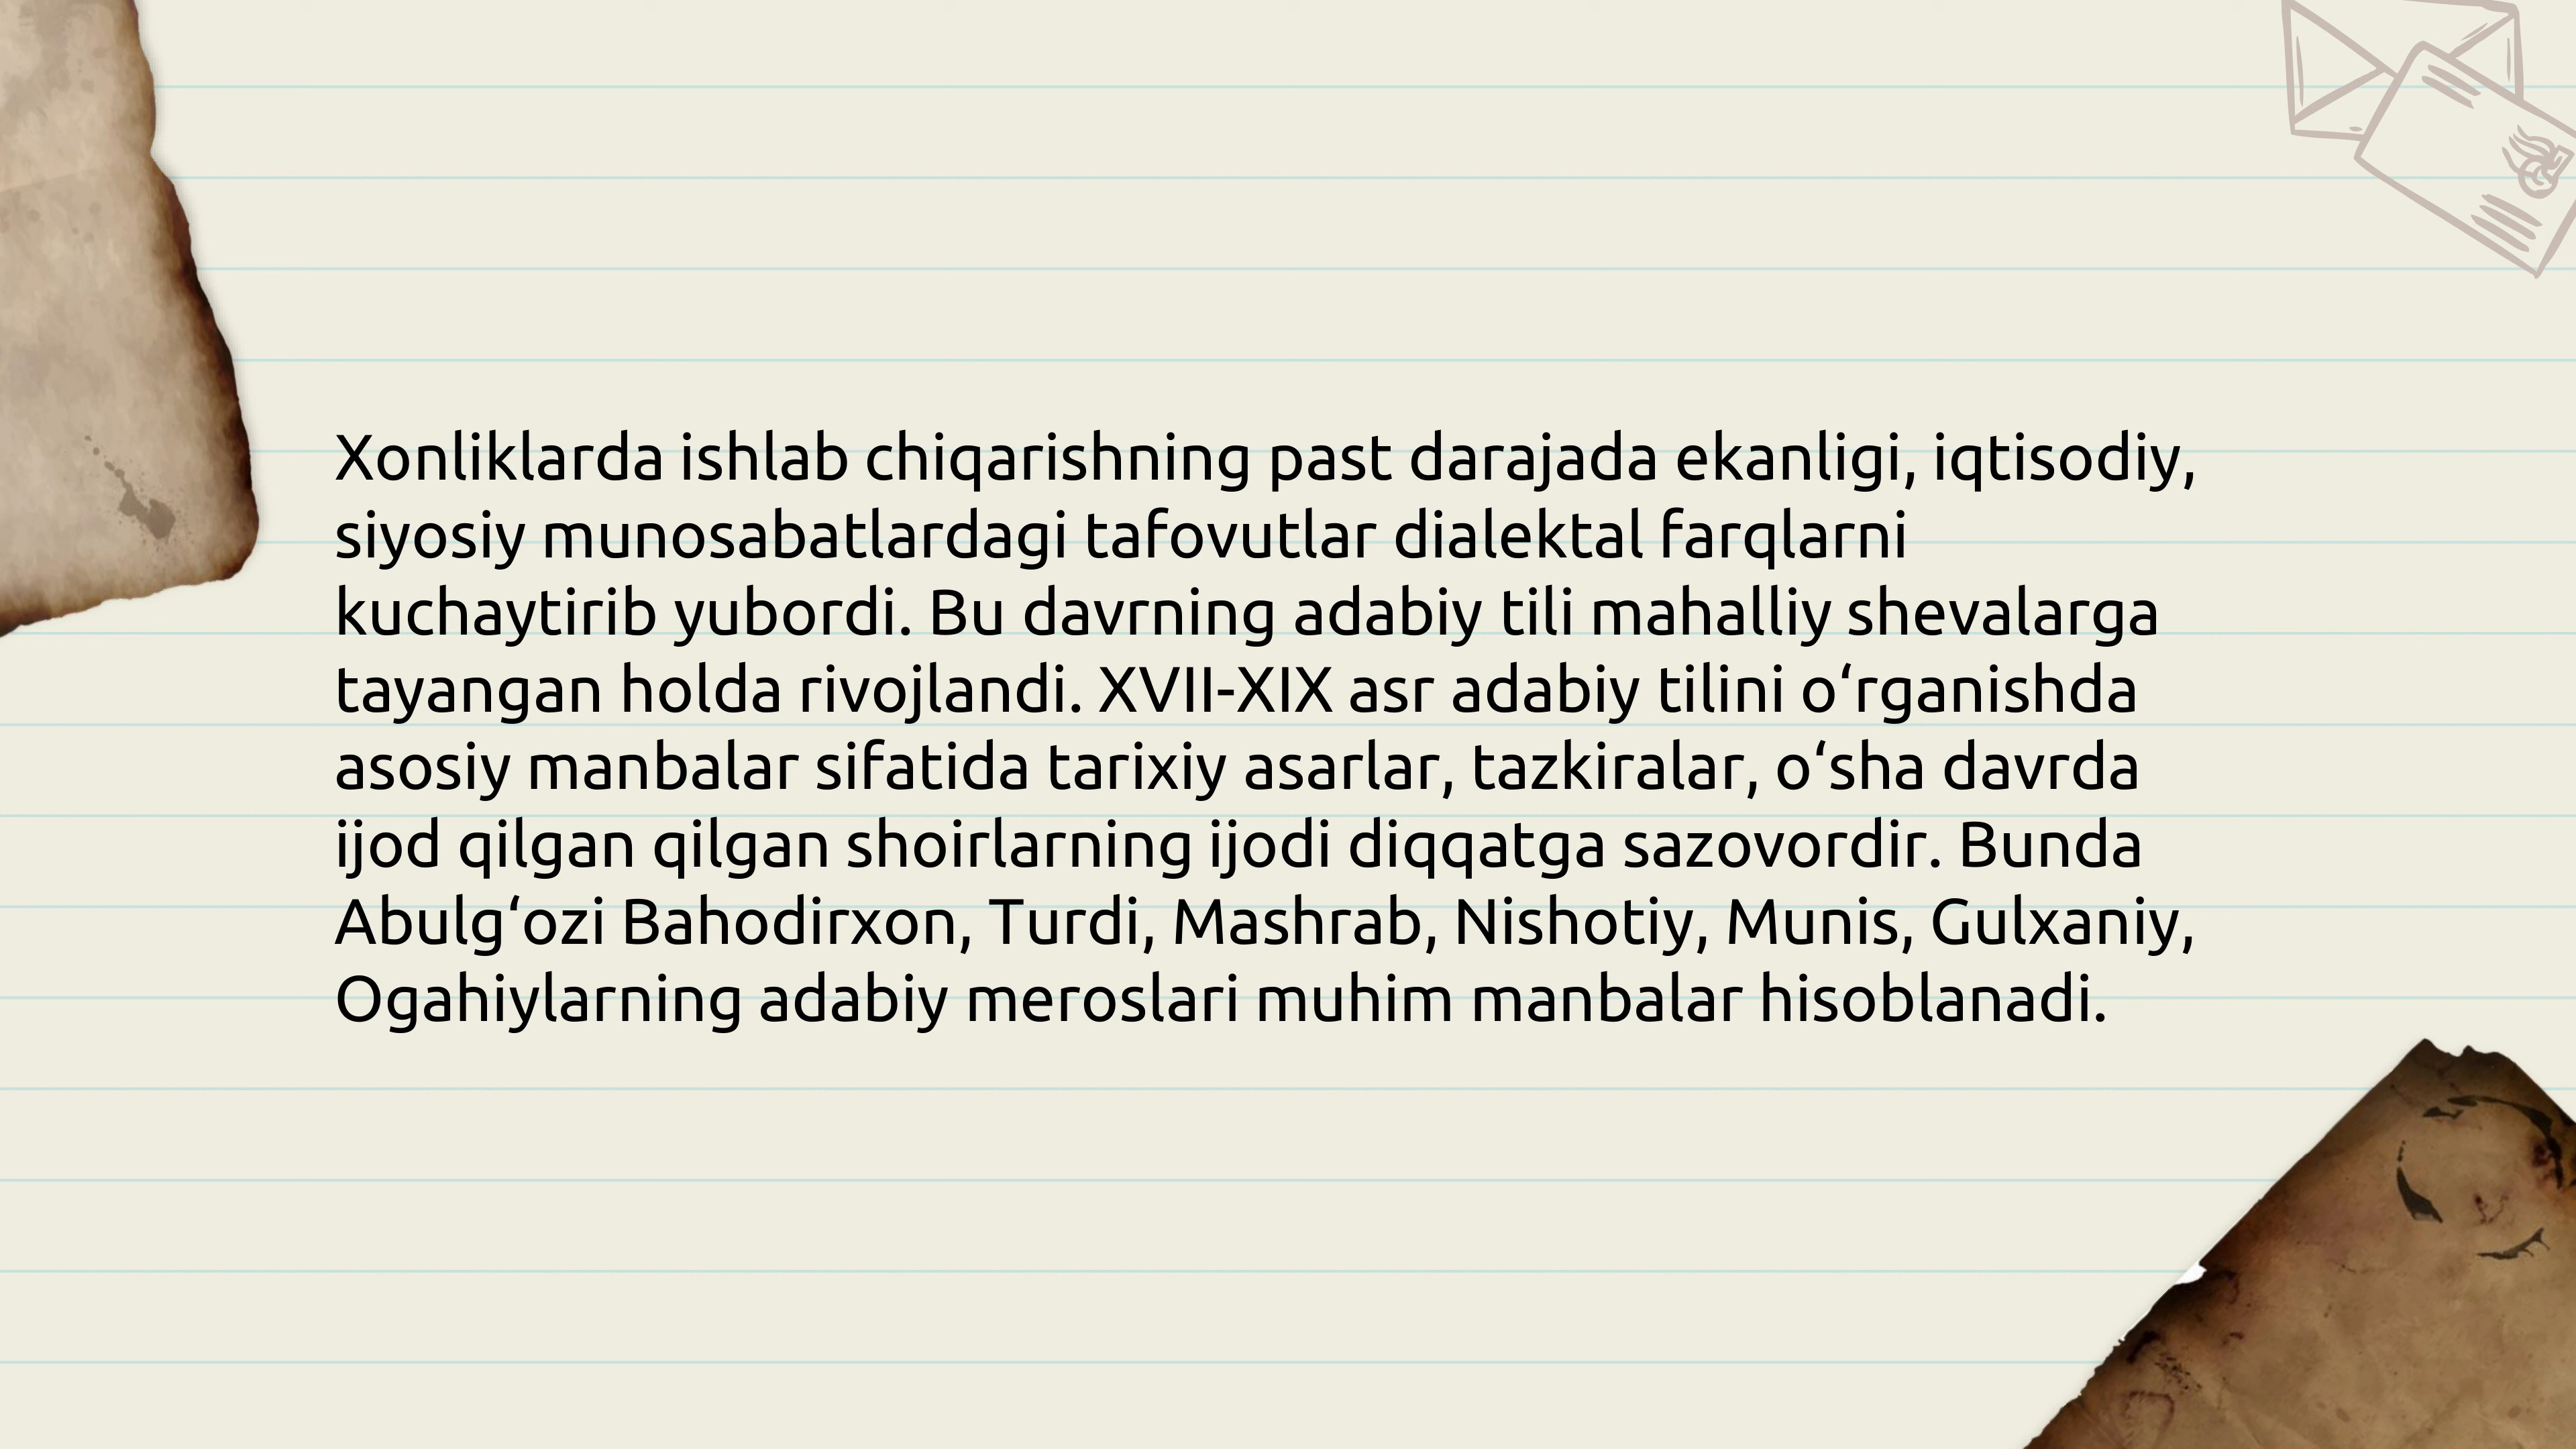 Xonliklarda ishlab chiqarishning past darajada ekanligi, iqtisodiy,
siyosiy munosabatlardagi tafovutlar dialektal farqlarni
kuchaytirib yubordi. Bu davrning adabiy tili mahalliy shevalarga
tayangan holda rivojlandi. XVII-XIX asr adabiy tilini o‘rganishda
asosiy manbalar sifatida tarixiy asarlar, tazkiralar, o‘sha davrda
ijod qilgan qilgan shoirlarning ijodi diqqatga sazovordir. Bunda
Abulg‘ozi Bahodirxon, Turdi, Mashrab, Nishotiy, Munis, Gulxaniy,
Ogahiylarning adabiy meroslari muhim manbalar hisoblanadi.